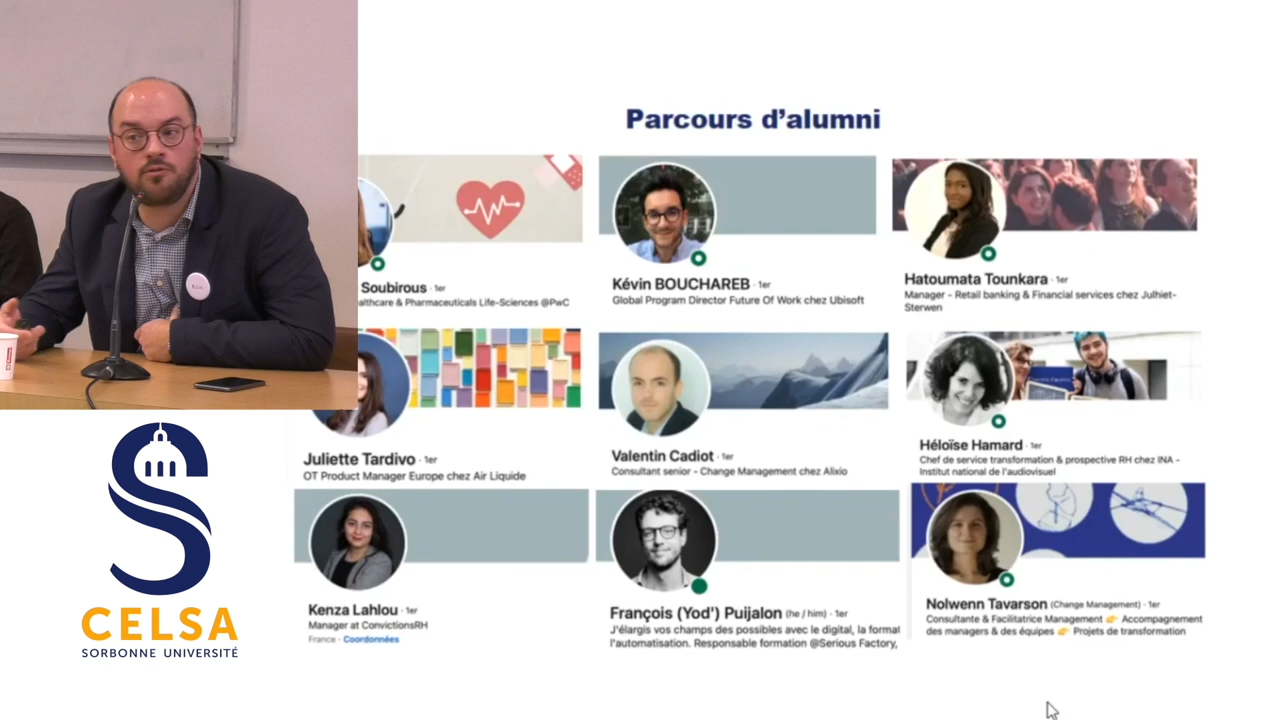 Parcours d'alumni
Soubirous · 1er
althcare & Pharmaceuticals Life-Sciences @PwC
Kévin BOUCHAREB · 1er
Global Program Director Future Of Work chez Ubisoft
Hatoumata Tounkara · 1er
Manager - Retail banking & Financial services chez Julhiet-
Sterwen
Juliette Tardivo · 1er
OT Product Manager Europe chez Air Liquide
Valentin Cadiot · 1er
Consultant senior - Change Management chez Alixio
Héloïse Hamard · 1er
Chef de service transformation & prospective RH chez INA –
Institut national de l'audiovisuel
Kenza Lahlou · 1er
Manager at ConvictionsRH
France · Coordonnées
François (Yod') Puijalon (he / him) · 1er
J'élargis vos champs des possibles avec le digital, la format
l'automatisation. Responsable formation @Serious Factory,
Nolwenn Tavarson (Change Management) · 1er
Consultante & Facilitatrice Management 👉 Accompagnement
des managers & des équipes 👉 Projets de transformation
CELSA
SORBONNE UNIVERSITÉ